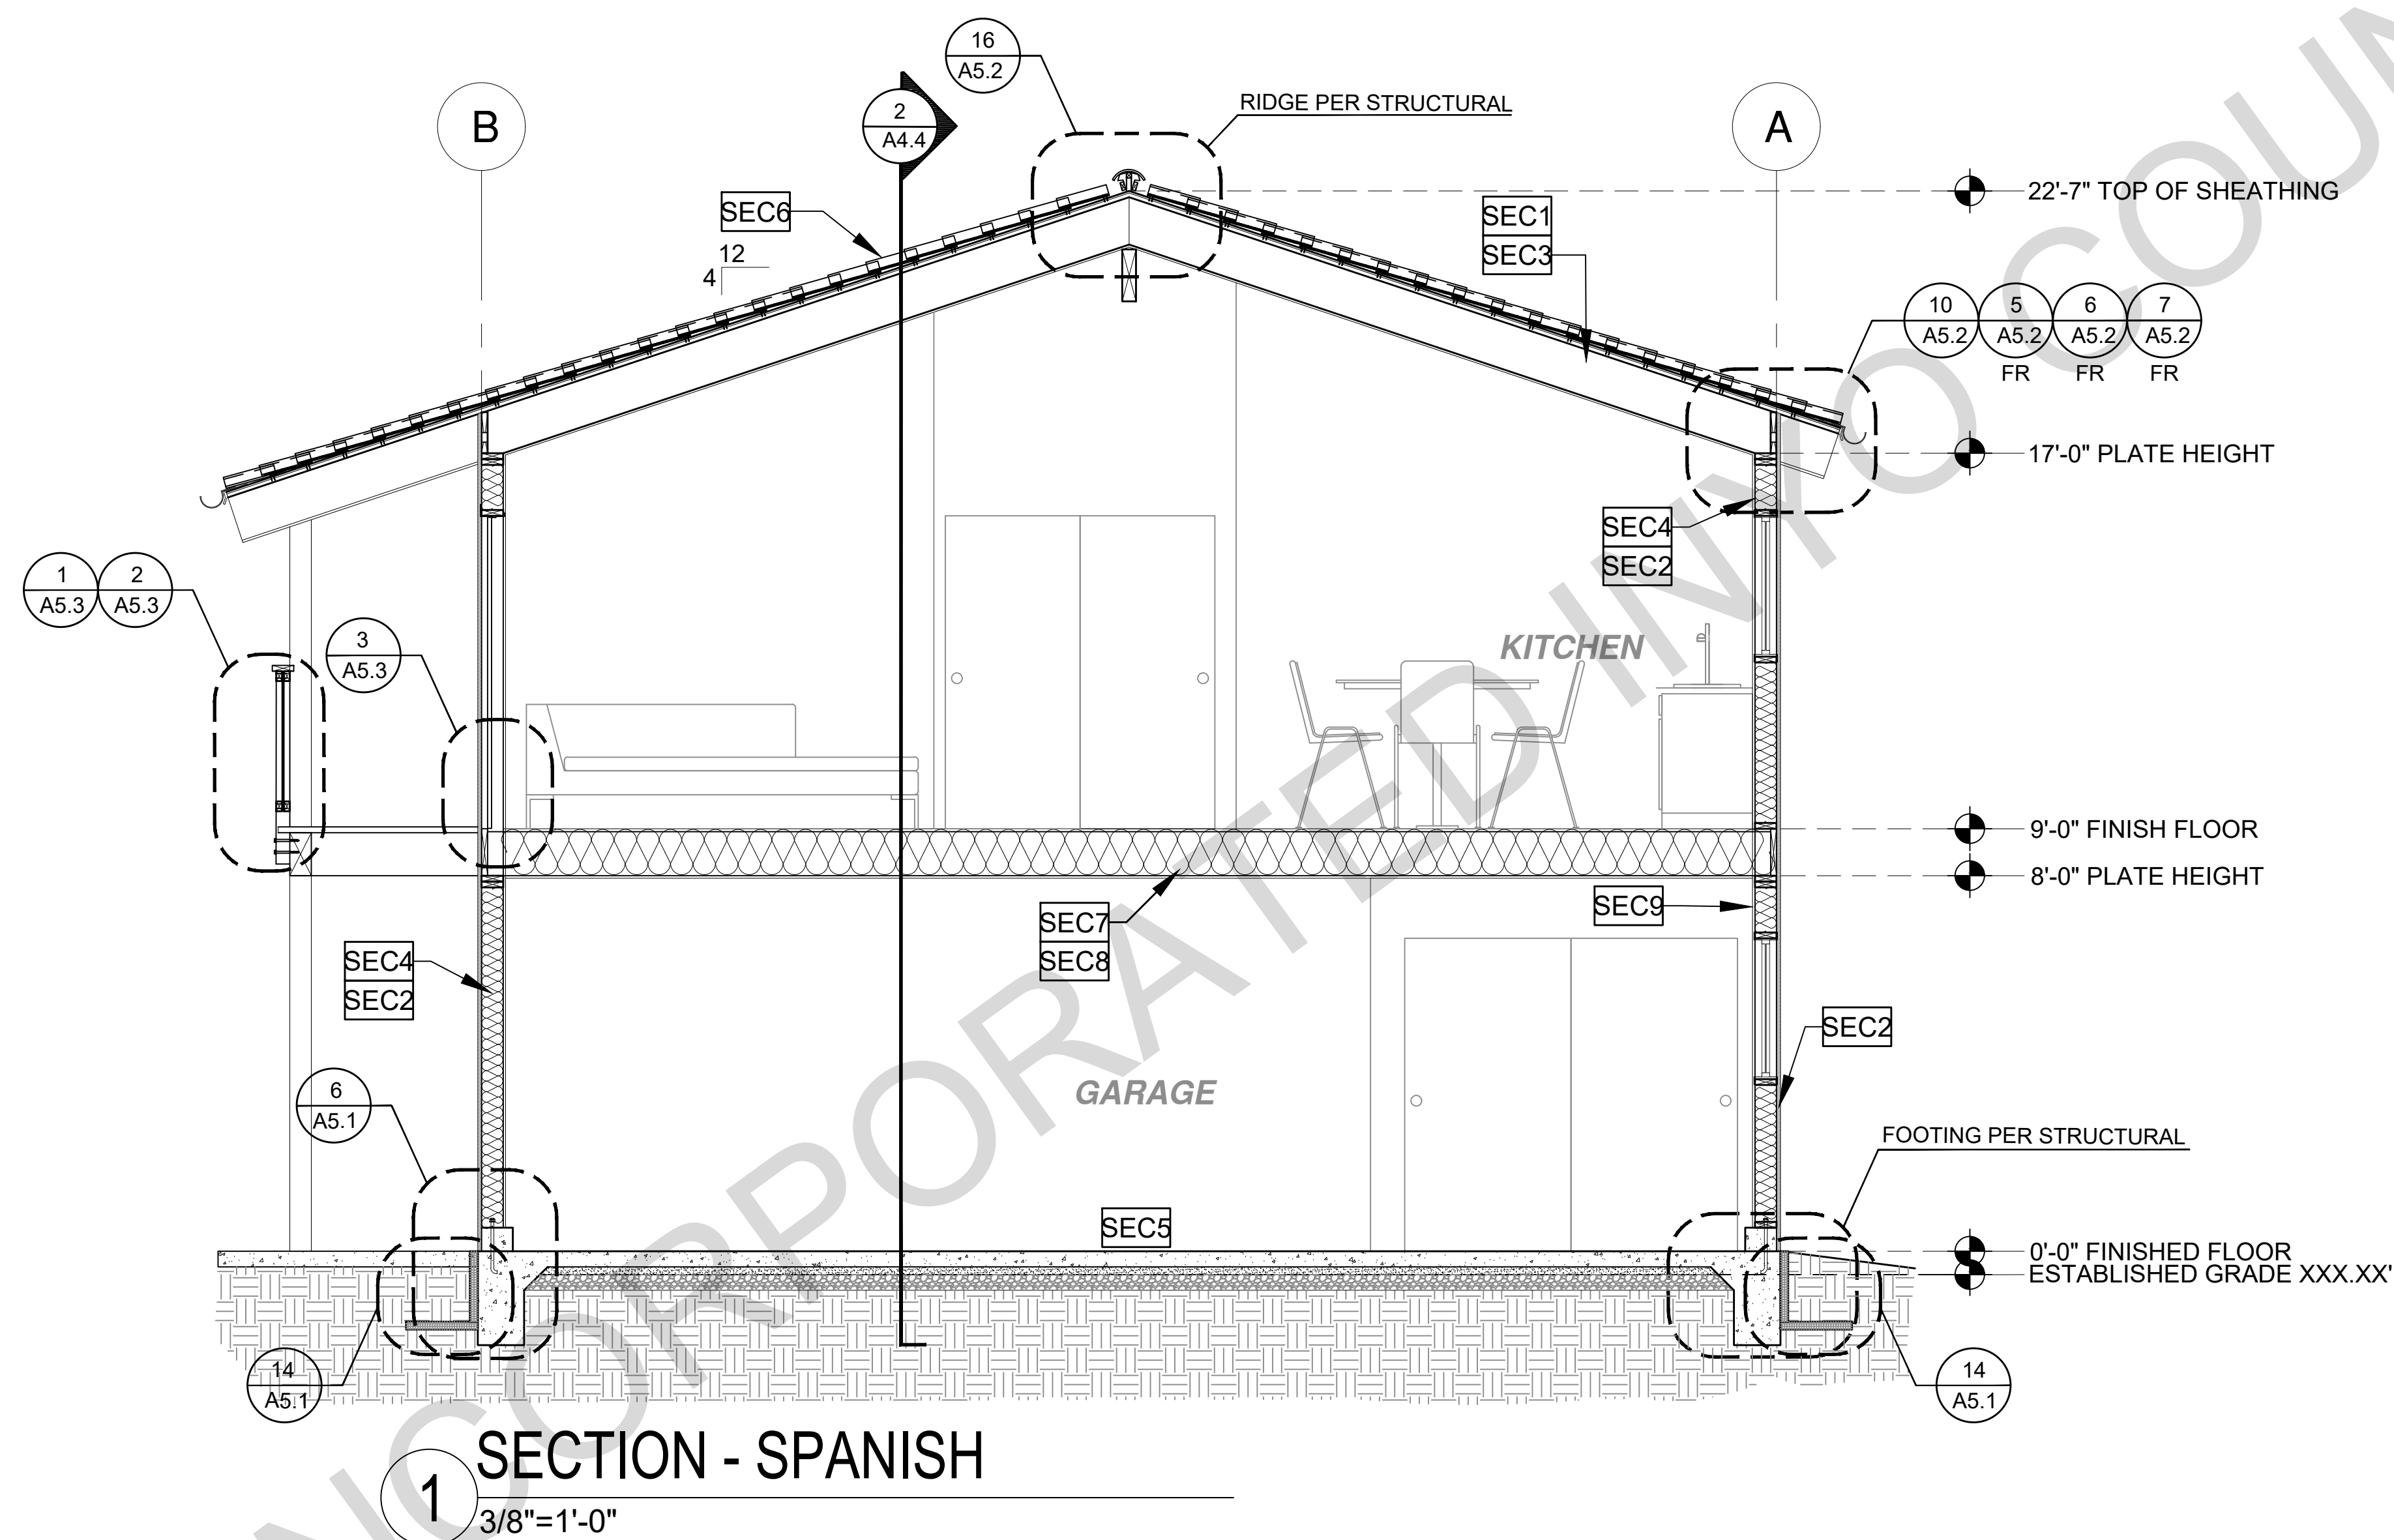 16
A5.2
B
2
A4.4
RIDGE PER STRUCTURAL
A
SEC6
12
4
SEC1
SEC3
22'-7" TOP OF SHEATHING
10
A5.2
5
A5.2
FR
6
A5.2
FR
7
A5.2
FR
17'-0" PLATE HEIGHT
SEC4
SEC2
1
A5.3
2
A5.3
3
A5.3
KITCHEN
9'-0" FINISH FLOOR
8'-0" PLATE HEIGHT
SEC7
SEC8
SEC9
SEC4
SEC2
SEC2
GARAGE
6
A5.1
FOOTING PER STRUCTURAL
SEC5
0'-0" FINISHED FLOOR
ESTABLISHED GRADE XXX.XX'
14
A5.1
14
A5.1
1
SECTION - SPANISH
3/8"=1'-0"
NCORPORATED INYO COUN